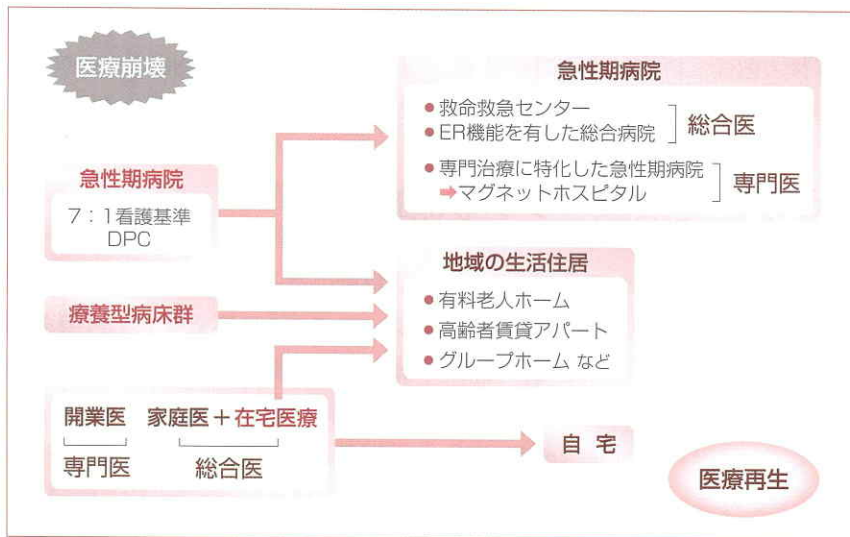 医療崩壊
急性期病院
7：1看護基準
DPC
療養型病床群
開業医 家庭医＋在宅医療
専門医 総合医
急性期病院
●救命救急センター
●ER機能を有した総合病院
総合医
●専門治療に特化した急性期病院
➡マグネットホスピタル
専門医
地域の生活住居
●有料老人ホーム
●高齢者賃貸アパート
●グループホーム など
自宅
医療再生